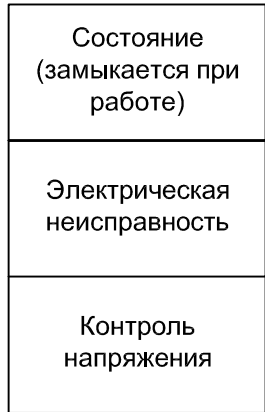 Состояние
(замыкается при
работе)
Электрическая
неисправность
Контроль
напряжения